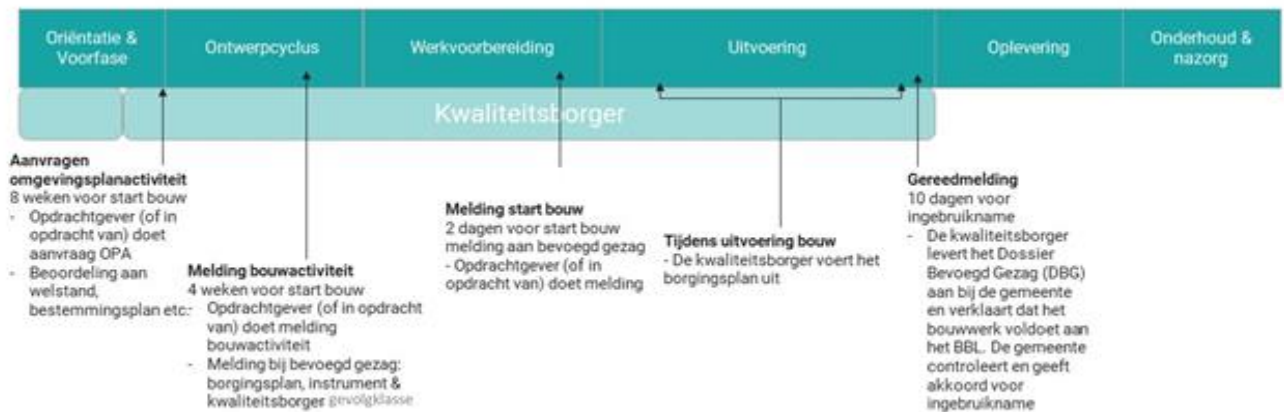 Oriëntatie &
Voorfase
Ontwerpcyclus
Werkvoorbereiding
Uitvoering
Oplevering
Onderhoud &
nazorg
Kwaliteitsborger
Aanvragen
omgevingsplanactiviteit
8 weken voor start bouw
- Opdrachtgever (of in
opdracht van) doet
aanvraag OPA
- Beoordeling aan
welstand,
bestemmingsplan etc.
Melding bouwactiviteit
4 weken voor start bouw
- Opdrachtgever (of in opdracht
van) doet melding
bouwactiviteit
- Melding bij bevoegd gezag:
borgingsplan, instrument &
kwaliteitsborger gevolgklasse
Melding start bouw
2 dagen voor start bouw
melding aan bevoegd gezag
- Opdrachtgever (of in
opdracht van) doet melding
Tijdens uitvoering bouw
- De kwaliteitsborger voert het
borgingsplan uit
Gereedmelding
10 dagen voor
ingebruikname
- De kwaliteitsborger
levert het Dossier
Bevoegd Gezag (DBG)
aan bij de gemeente
en verklaart dat het
bouwwerk voldoet aan
het BBL. De gemeente
controleert en geeft
akkoord voor
ingebruikname